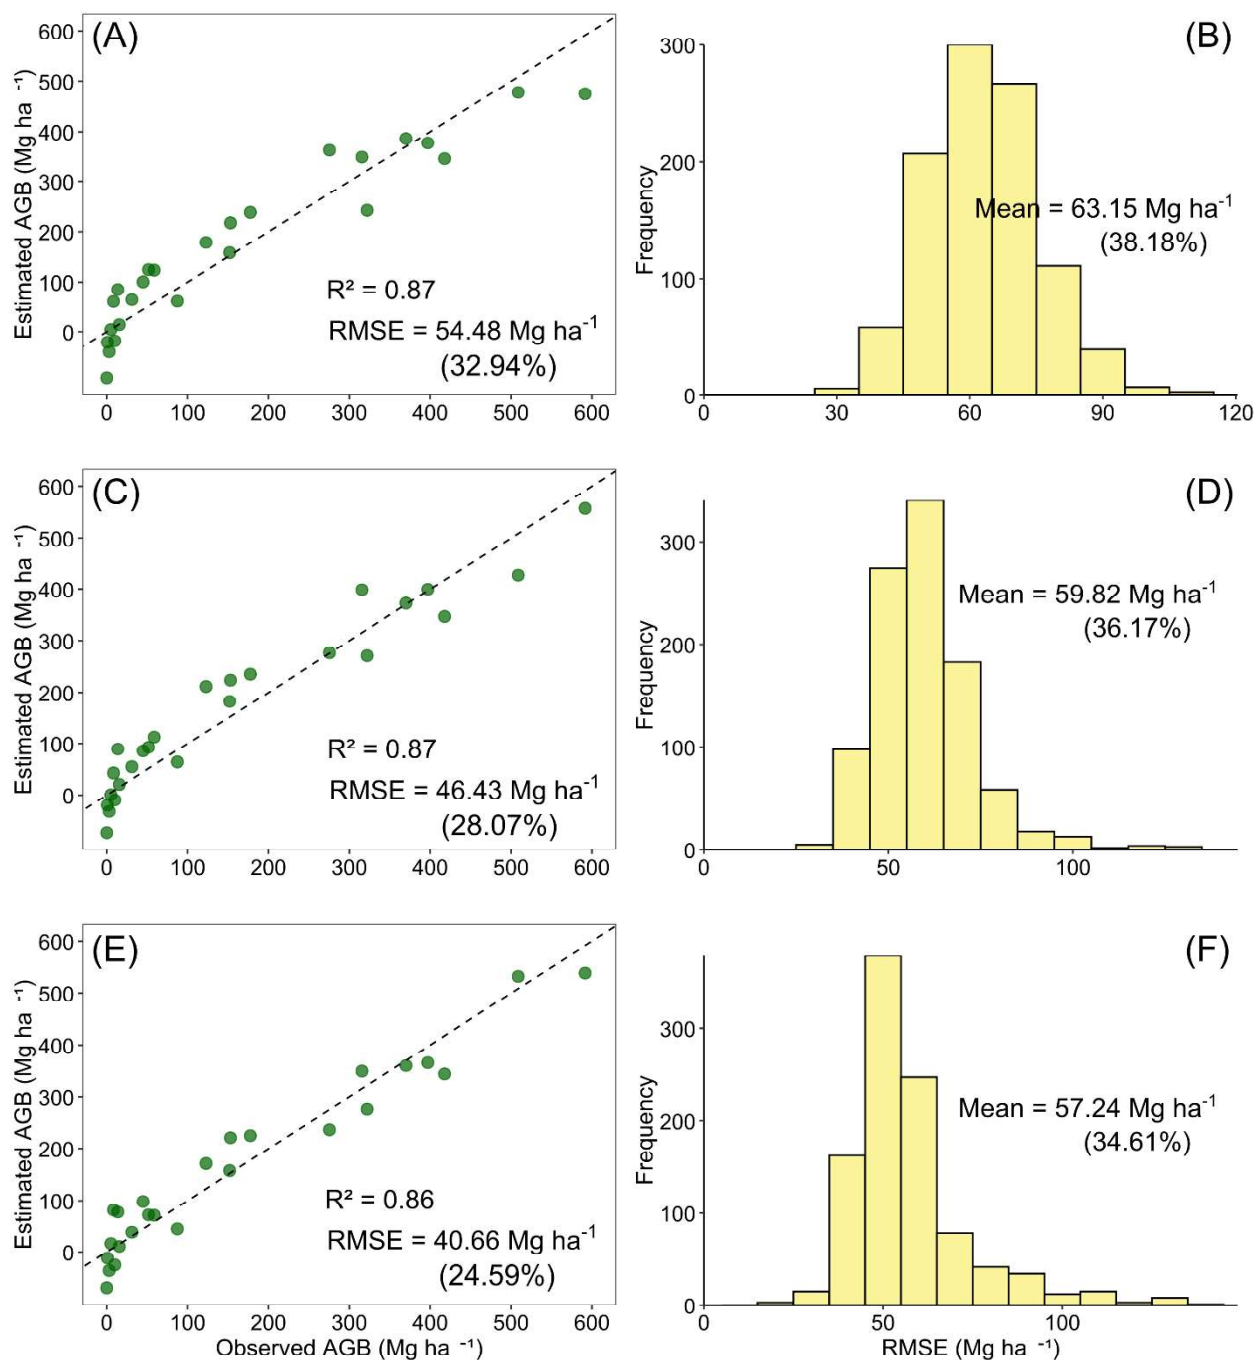 (A)
600
500
400
300
200
100
0
Estimated AGB (Mg ha ⁻¹)
R² = 0.87
RMSE = 54.48 Mg ha⁻¹
(32.94%)
0 100 200 300 400 500 600
(B)
300
200
100
0
Frequency
Mean = 63.15 Mg ha⁻¹
(38.18%)
0 30 60 90 120
(C)
600
500
400
300
200
100
0
Estimated AGB (Mg ha ⁻¹)
R² = 0.87
RMSE = 46.43 Mg ha⁻¹
(28.07%)
0 100 200 300 400 500 600
(D)
300
200
100
0
Frequency
Mean = 59.82 Mg ha⁻¹
(36.17%)
0 50 100
(E)
600
500
400
300
200
100
0
Estimated AGB (Mg ha ⁻¹)
R² = 0.86
RMSE = 40.66 Mg ha⁻¹
(24.59%)
0 100 200 300 400 500 600
Observed AGB (Mg ha ⁻¹)
(F)
300
200
100
0
Frequency
Mean = 57.24 Mg ha⁻¹
(34.61%)
0 50 100
RMSE (Mg ha ⁻¹)